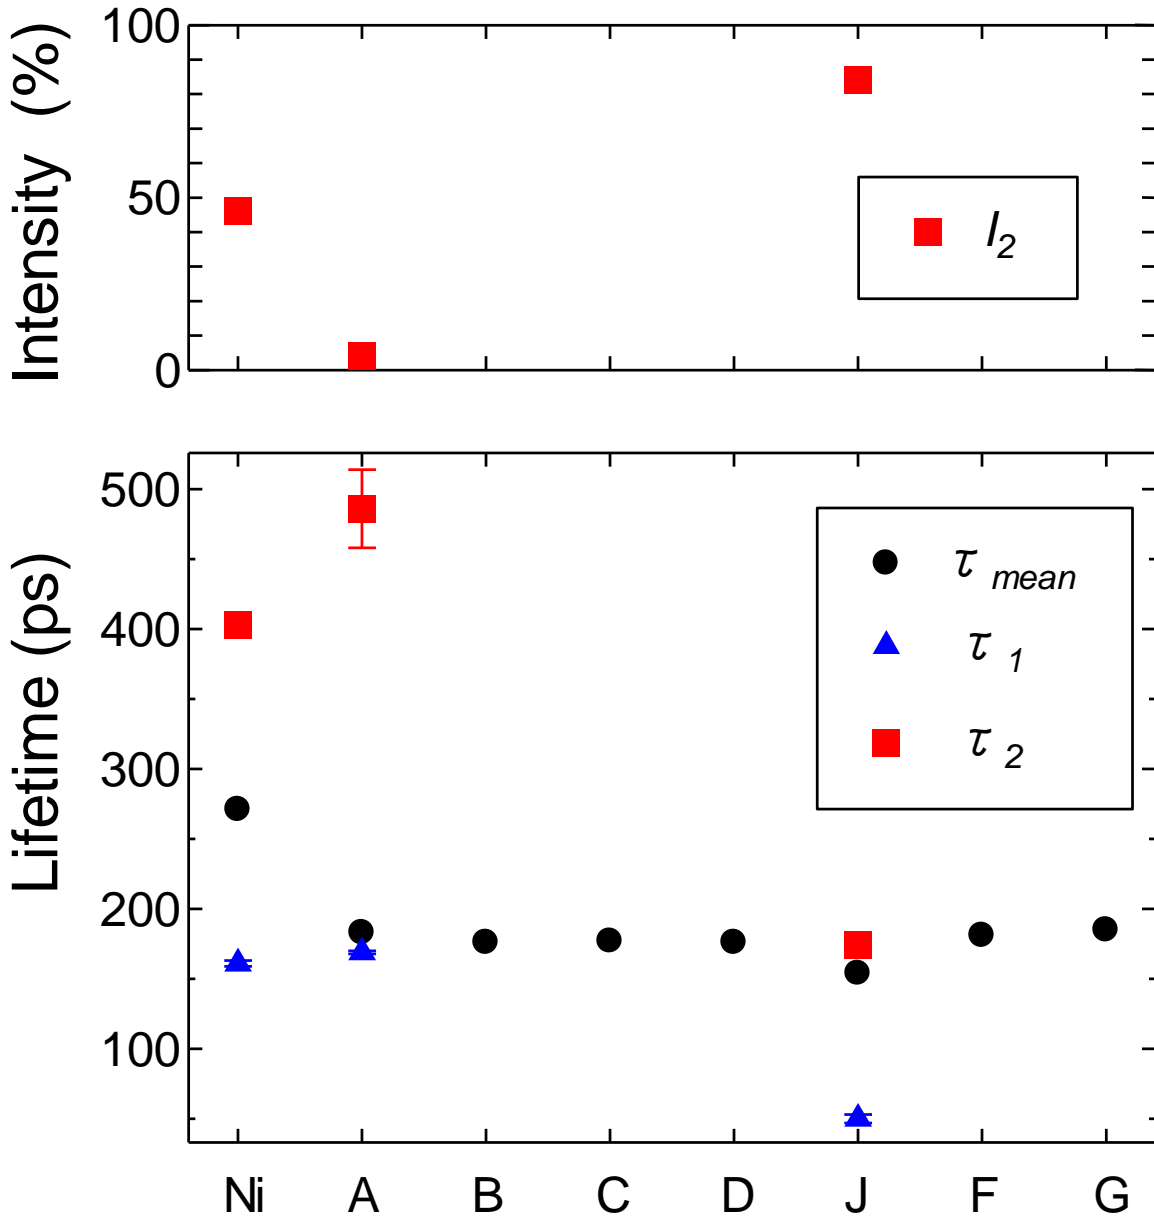 Intensity (%)
100
50
0
I2
Lifetime (ps)
500
400
300
200
100
τ mean
τ 1
τ 2
Ni A B C D J F G